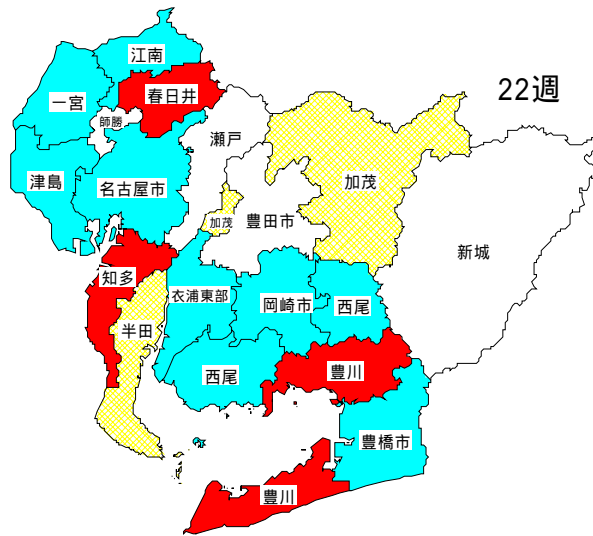 江南
22週
春日井
一宮
師勝
瀬戸
津島
名古屋市
加茂
加茂
豊田市
新城
知多
衣浦東部
岡崎市
西尾
半田
西尾
豊川
豊橋市
豊川